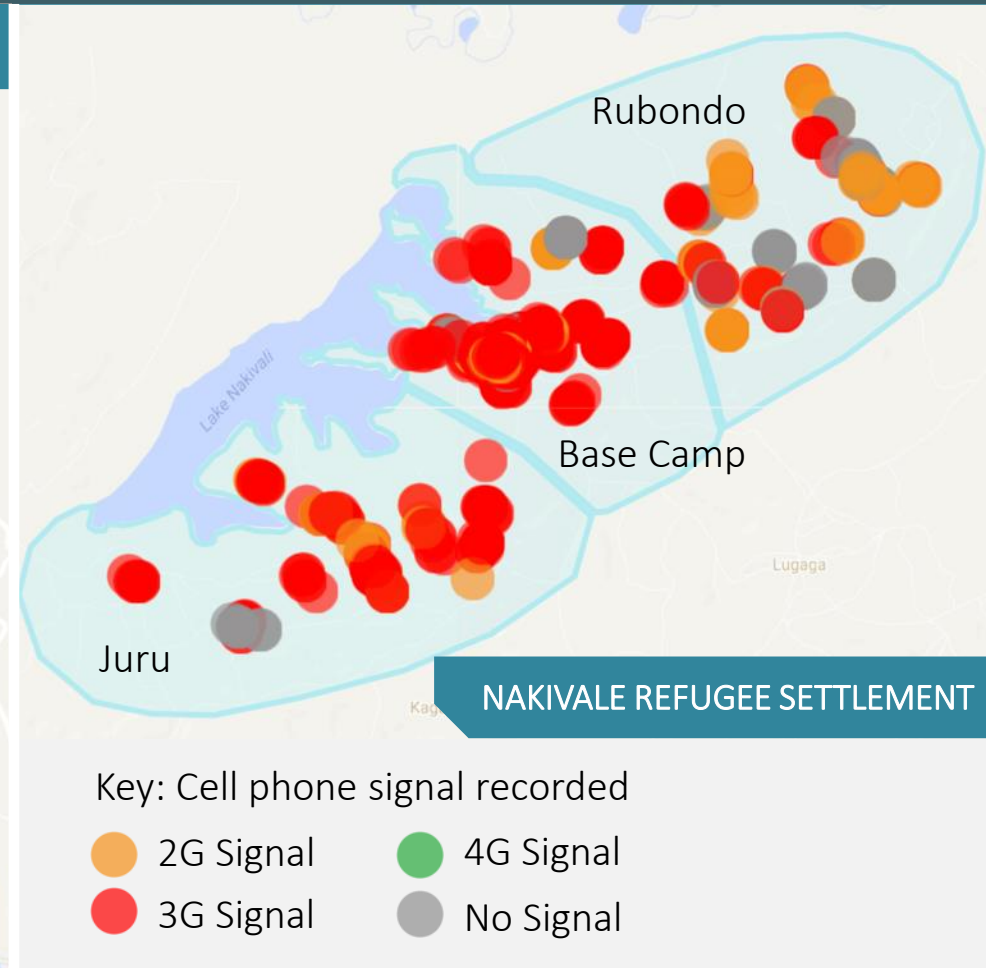 Rubondo
Lake Nakivali
Base Camp
Lugaga
Juru
NAKIVALE REFUGEE SETTLEMENT
Key: Cell phone signal recorded
2G Signal
4G Signal
3G Signal
No Signal